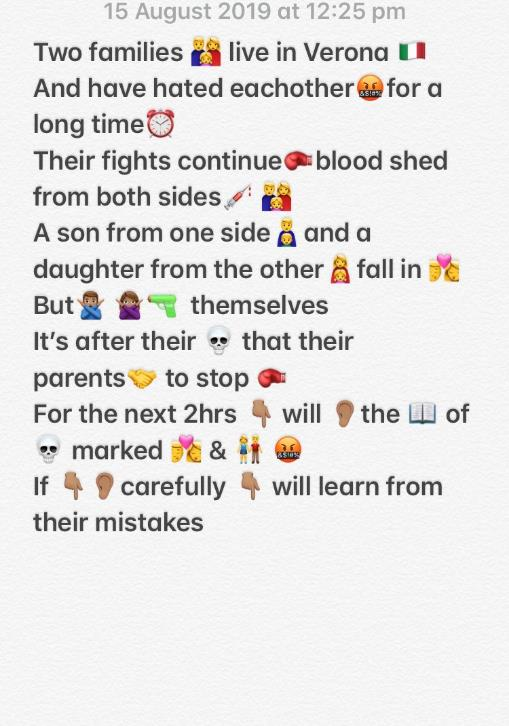 15 August 2019 at 12:25 pm
Two families 👫 live in Verona 🇮🇹
And have hated eachother🤬for a
long time⏰
Their fights continue🥊blood shed
from both sides💉 👨‍👩‍👧
A son from one side👨‍👦and a
daughter from the other👩‍👧fall in 💏
But🙅🏽‍♂️ 🙅🏾‍♀️🔫 themselves
It's after their 💀 that their
parents🤝 to stop 🥊
For the next 2hrs 👇🏽 will 👂🏽the 📖 of
💀 marked 💏 & 👫 🤬
If 👇🏽👂🏽carefully 👇🏽 will learn from
their mistakes